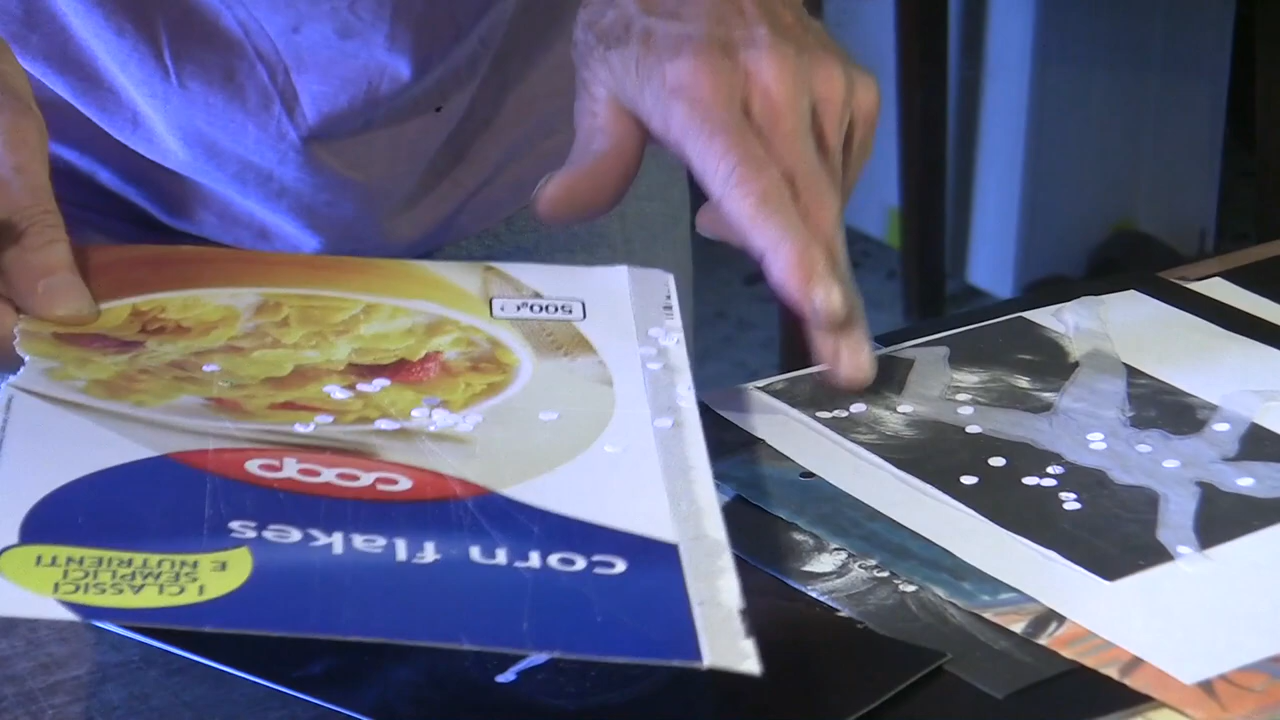 500g e
coop
corn flakes
I CLASSICI
SEMPLICI
E NUTRIENTI